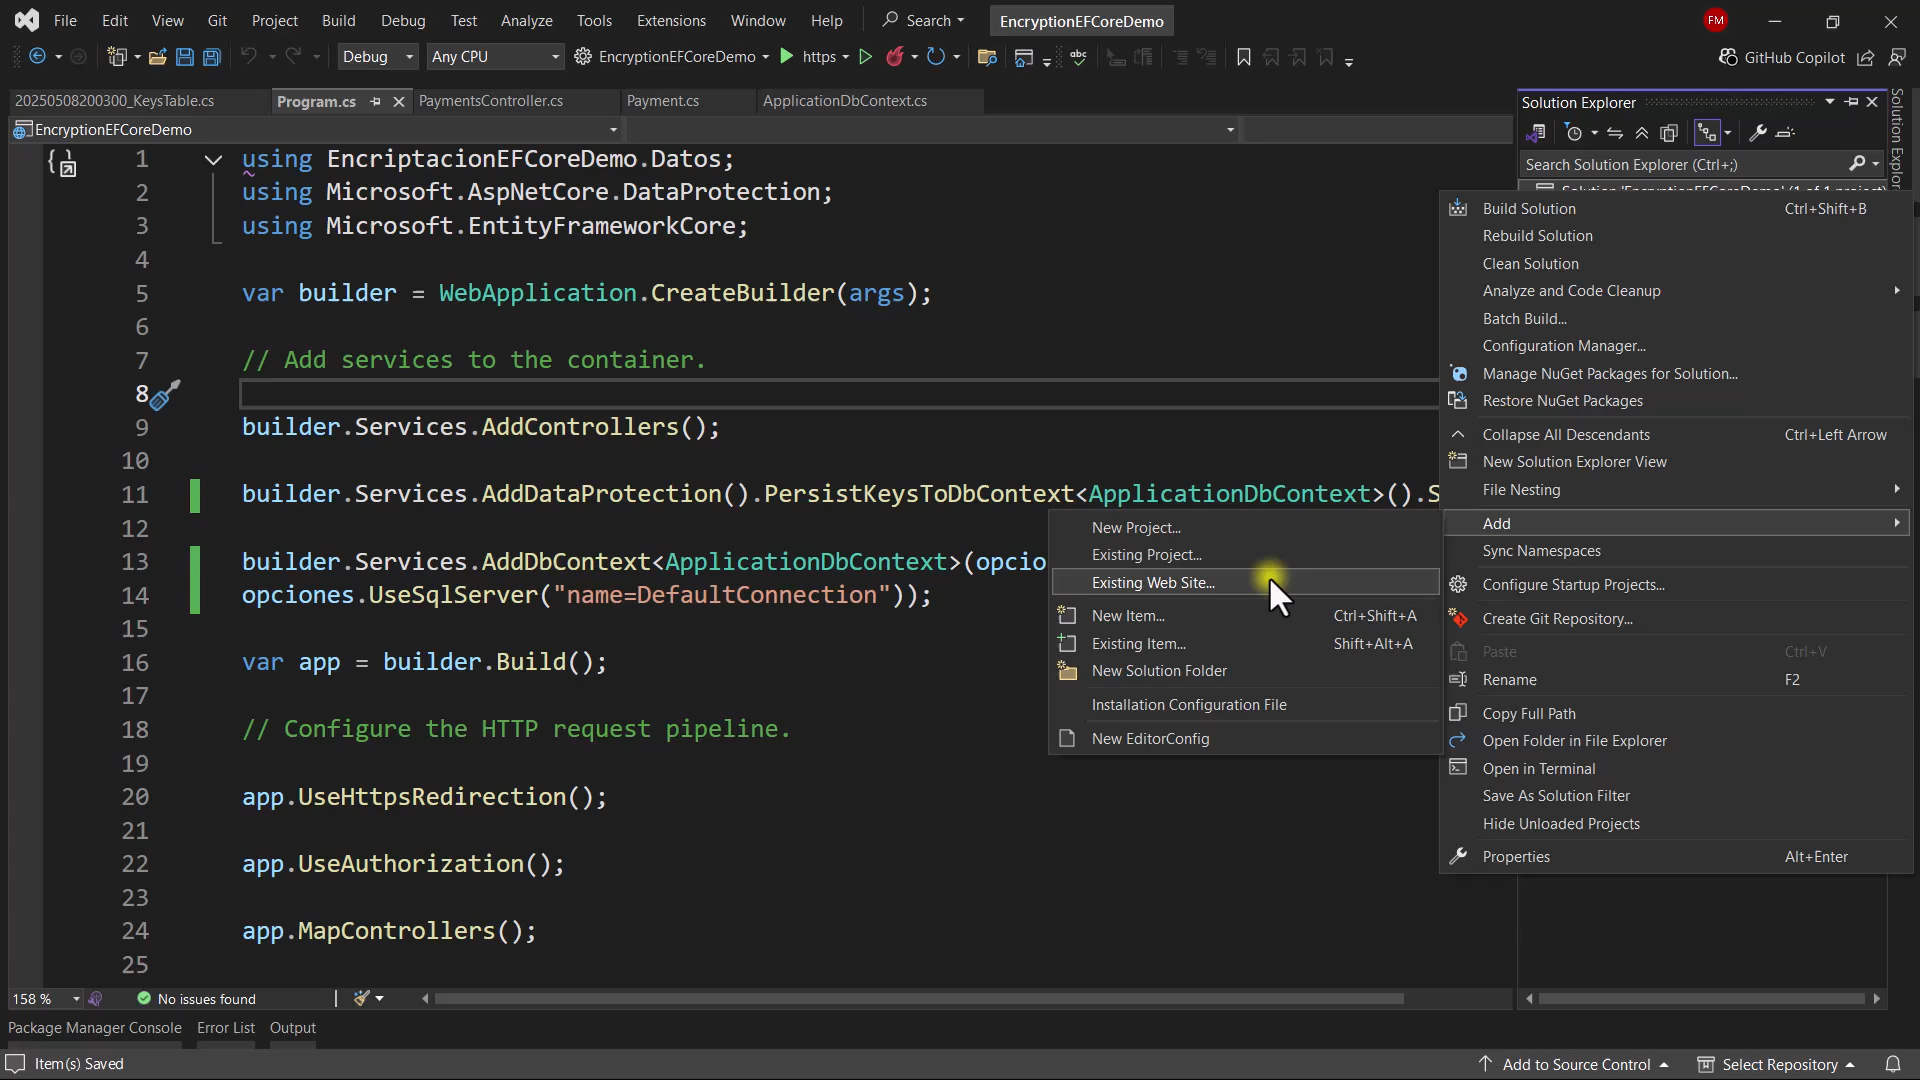 File Edit View Git Project Build Debug Test Analyze Tools Extensions Window Help Search EncryptionEFCoreDemo FM
Debug Any CPU EncryptionEFCoreDemo https abc GitHub Copilot
20250508200300_KeysTable.cs Program.cs PaymentsController.cs Payment.cs ApplicationDbContext.cs
EncryptionEFCoreDemo
1 using EncriptacionEFCoreDemo.Datos;
2 using Microsoft.AspNetCore.DataProtection;
3 using Microsoft.EntityFrameworkCore;
4
5 var builder = WebApplication.CreateBuilder(args);
6
7 // Add services to the container.
8
9 builder.Services.AddControllers();
10
11 builder.Services.AddDataProtection().PersistKeysToDbContext<ApplicationDbContext>().S
12
13 builder.Services.AddDbContext<ApplicationDbContext>(opcio
14 opciones.UseSqlServer("name=DefaultConnection"));
15
16 var app = builder.Build();
17
18 // Configure the HTTP request pipeline.
19
20 app.UseHttpsRedirection();
21
22 app.UseAuthorization();
23
24 app.MapControllers();
25
Solution Explorer
Search Solution Explorer (Ctrl+;)
Solution 'EncryptionEFCoreDemo' (1 of 1 project)
Solution Explorer
Build Solution Ctrl+Shift+B
Rebuild Solution
Clean Solution
Analyze and Code Cleanup
Batch Build...
Configuration Manager...
Manage NuGet Packages for Solution...
Restore NuGet Packages
Collapse All Descendants Ctrl+Left Arrow
New Solution Explorer View
File Nesting
Add
Sync Namespaces
Configure Startup Projects...
Create Git Repository...
Paste Ctrl+V
Rename F2
Copy Full Path
Open Folder in File Explorer
Open in Terminal
Save As Solution Filter
Hide Unloaded Projects
Properties Alt+Enter
New Project...
Existing Project...
Existing Web Site...
New Item... Ctrl+Shift+A
Existing Item... Shift+Alt+A
New Solution Folder
Installation Configuration File
New EditorConfig
158 % No issues found
Package Manager Console Error List Output
Item(s) Saved Add to Source Control Select Repository